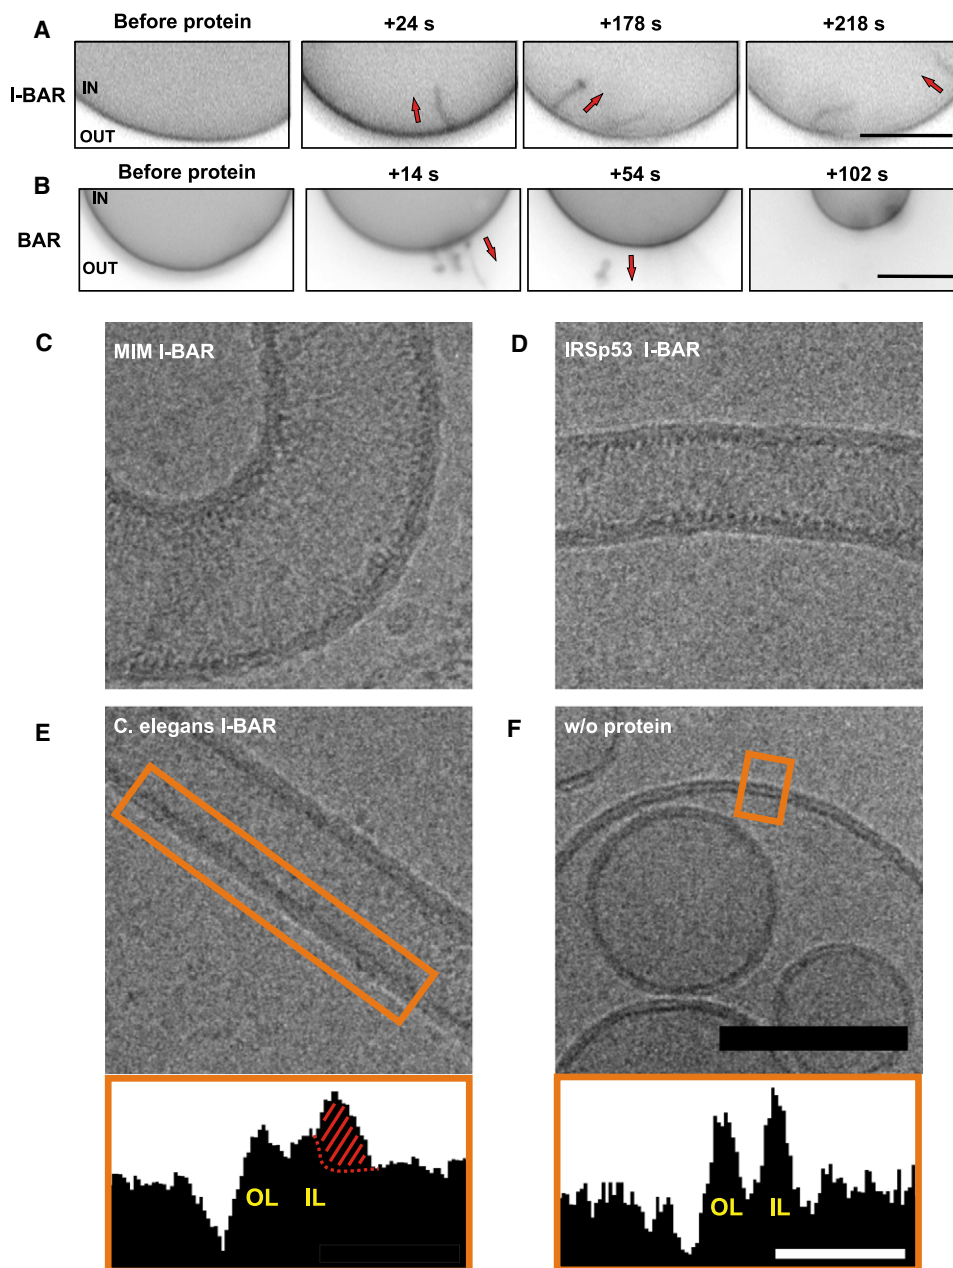 A
Before protein +24 s +178 s +218 s
I-BAR
IN
OUT
B
Before protein +14 s +54 s +102 s
BAR
IN
OUT
C
MIM I-BAR
D
IRSp53 I-BAR
E
C. elegans I-BAR
F
w/o protein
OL IL
OL IL